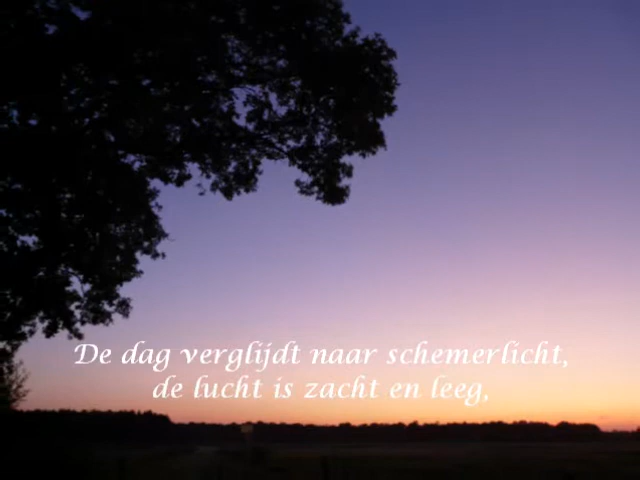 De dag verglijdt naar schemerlicht,
de lucht is zacht en leeg,